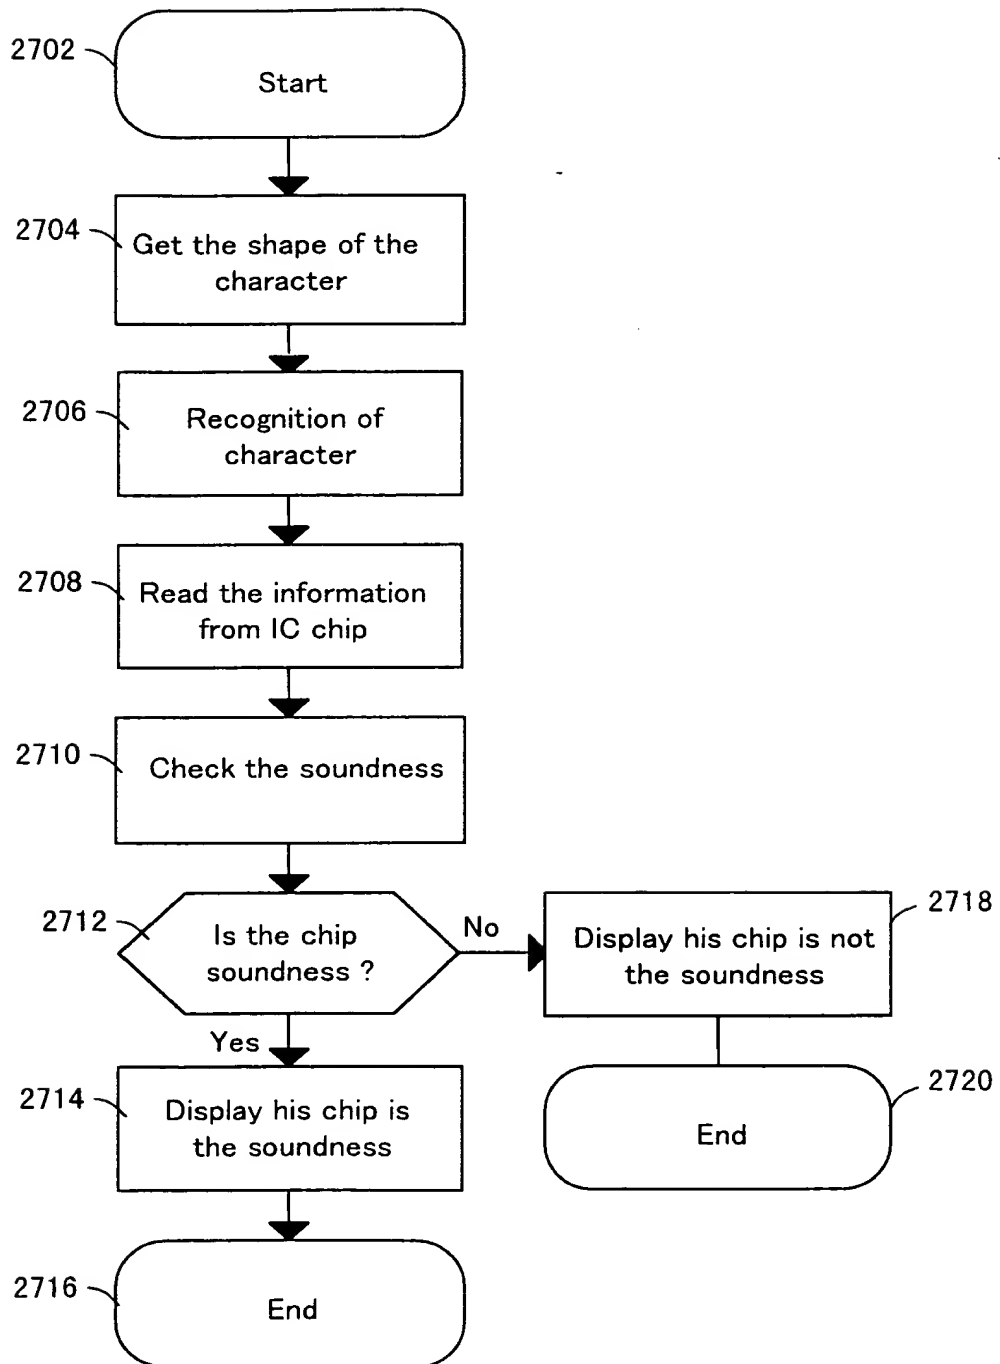 2702
Start
2704
Get the shape of the
character
2706
Recognition of
character
2708
Read the information
from IC chip
2710
Check the soundness
2712
Is the chip
soundness ?
No
2718
Display his chip is not
the soundness
Yes
2714
Display his chip is
the soundness
2720
End
2716
End